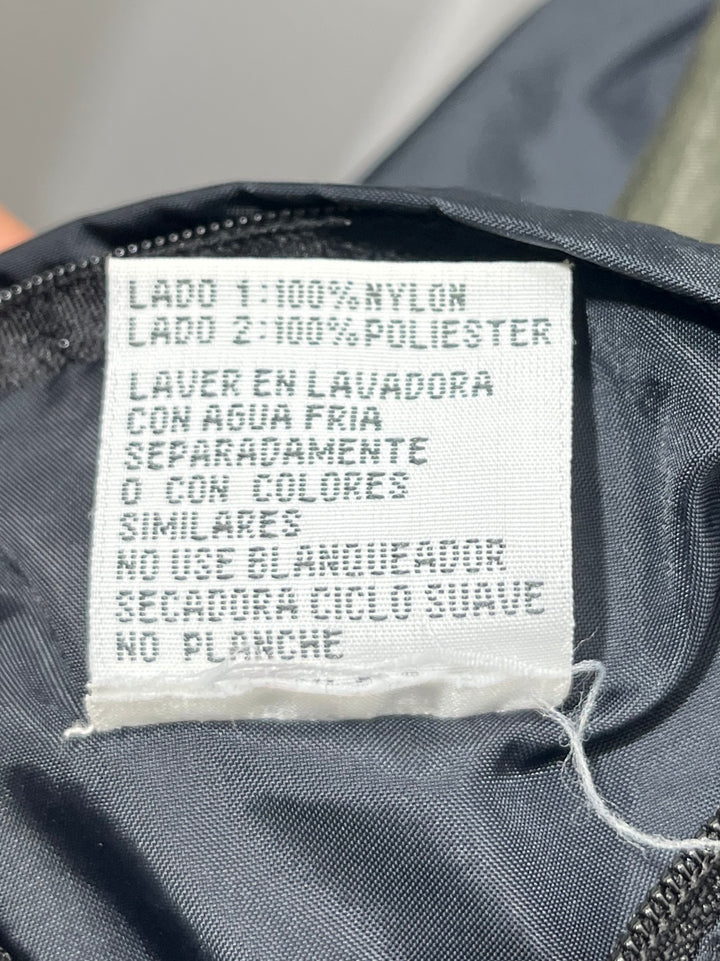 LADO 1:100%NYLON
LADO 2:100%POLIESTER
LAVER EN LAVADORA
CON AGUA FRIA
SEPARADAMENTE
O CON COLORES
SIMILARES
NO USE BLANQUEADOR
SECADORA CICLO SUAVE
NO PLANCHE